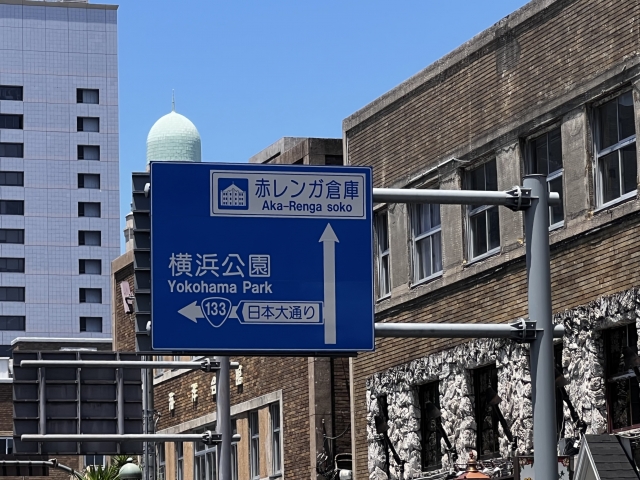 赤レンガ倉庫
Aka-Renga soko
横浜公園
Yokohama Park
133
日本大通り